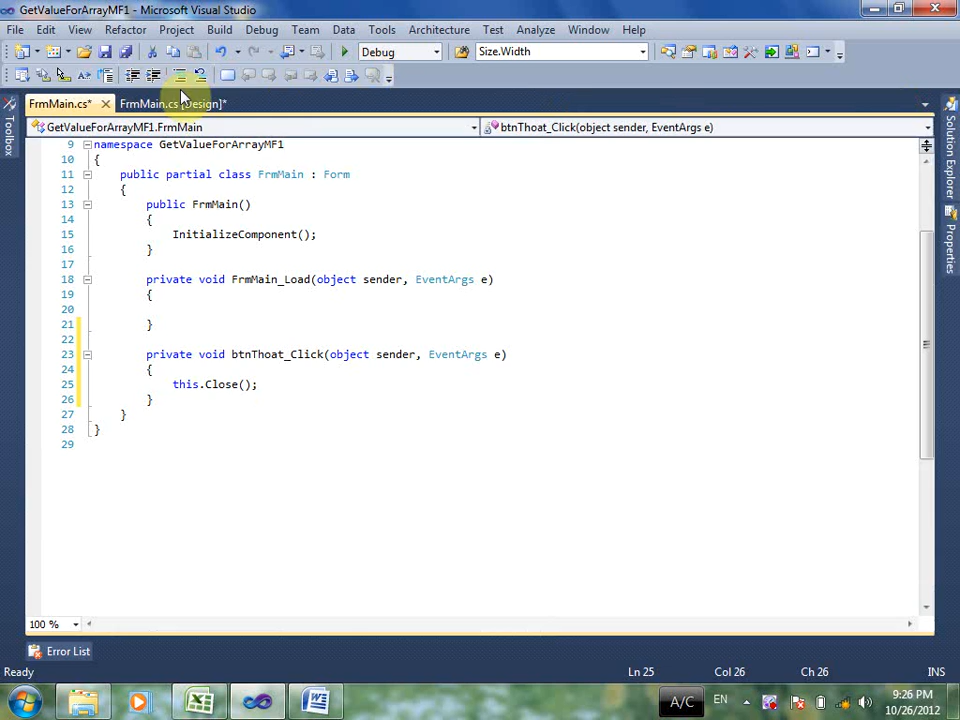 GetValueForArrayMF1 - Microsoft Visual Studio
File Edit View Refactor Project Build Debug Team Data Tools Architecture Test Analyze Window Help
Debug Size.Width
FrmMain.cs* FrmMain.cs [Design]*
GetValueForArrayMF1.FrmMain btnThoat_Click(object sender, EventArgs e)
9 namespace GetValueForArrayMF1
10 {
11 public partial class FrmMain : Form
12 {
13 public FrmMain()
14 {
15 InitializeComponent();
16 }
17
18 private void FrmMain_Load(object sender, EventArgs e)
19 {
20
21 }
22
23 private void btnThoat_Click(object sender, EventArgs e)
24 {
25 this.Close();
26 }
27 }
28 }
29
100 %
Error List
Ready Ln 25 Col 26 Ch 26 INS
A/C EN 9:26 PM
10/26/2012
Toolbox
Solution Explorer
Properties